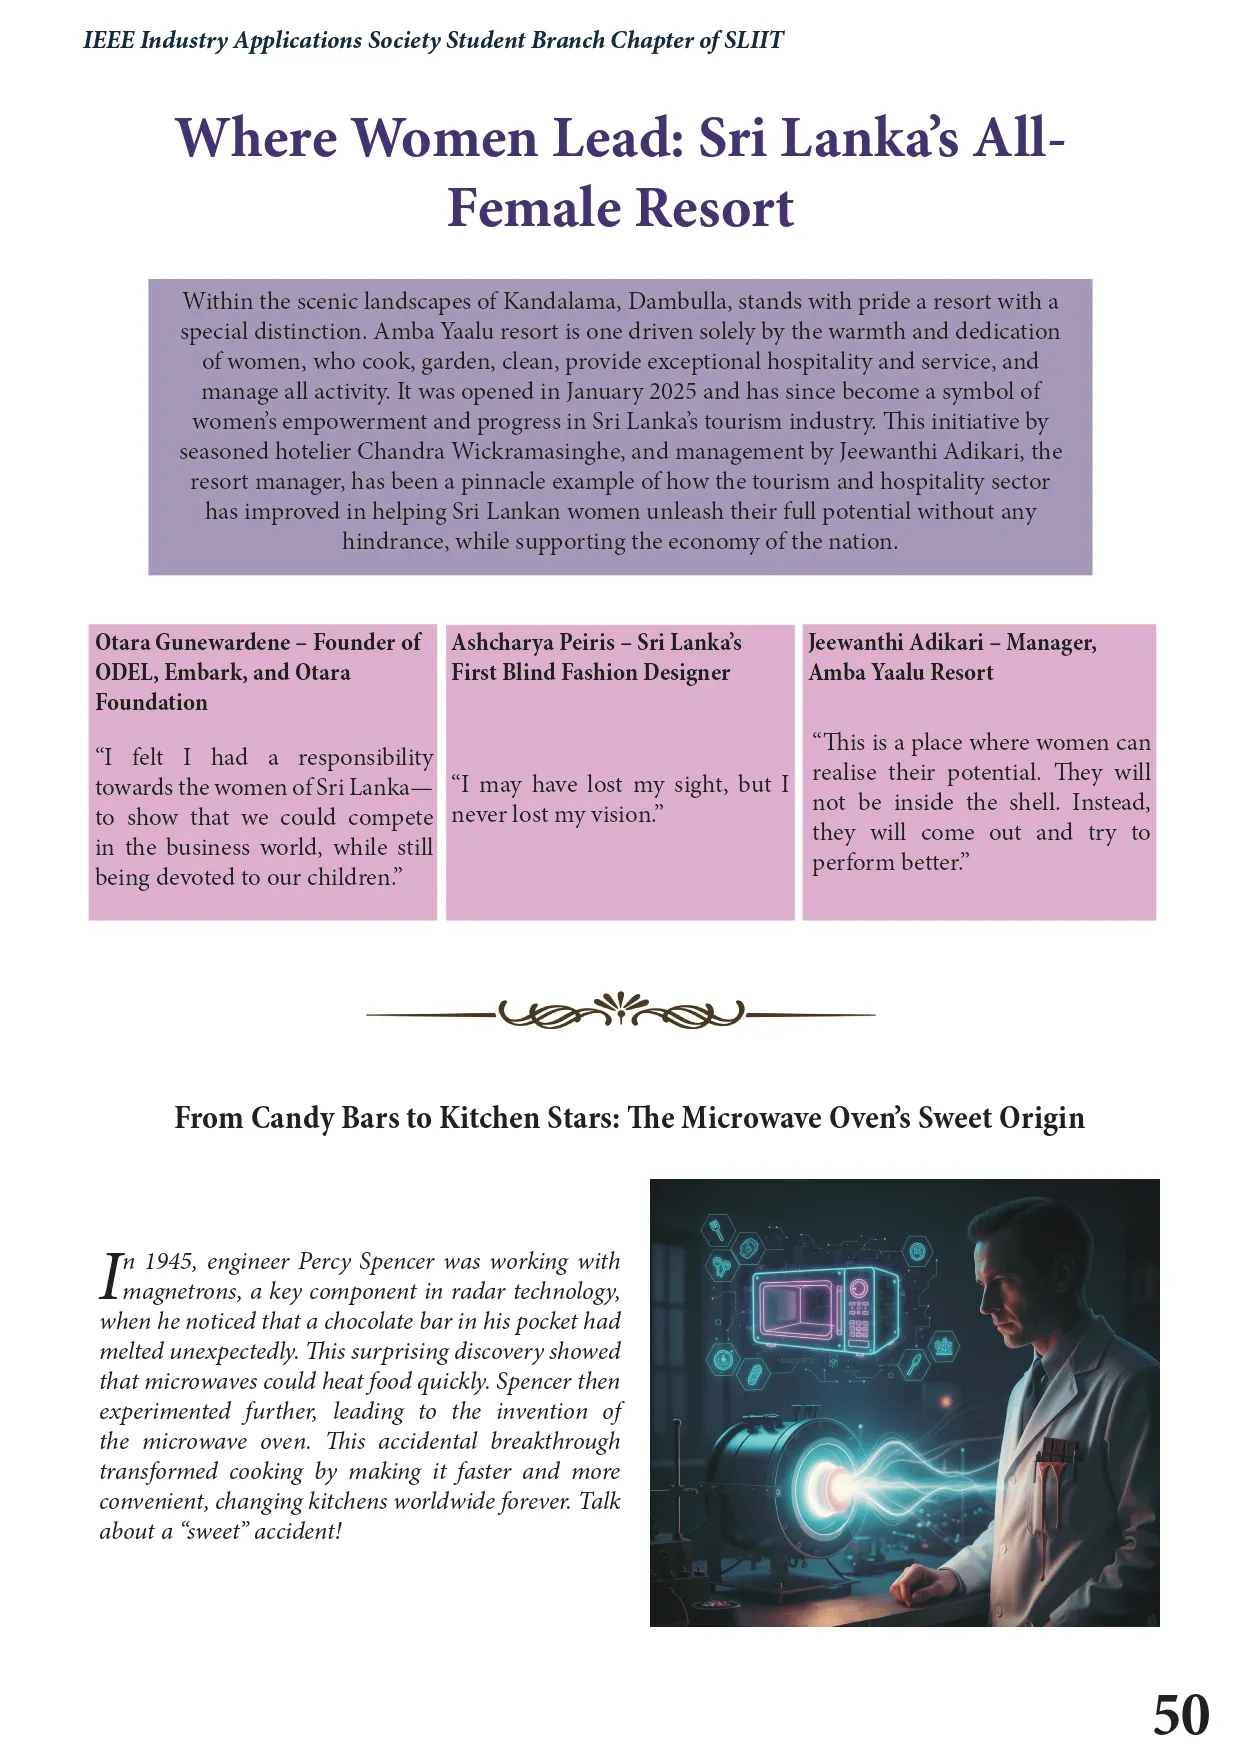 IEEE Industry Applications Society Student Branch Chapter of SLIIT
Where Women Lead: Sri Lanka’s All-
Female Resort
Within the scenic landscapes of Kandalama, Dambulla, stands with pride a resort with a
special distinction. Amba Yaalu resort is one driven solely by the warmth and dedication
of women, who cook, garden, clean, provide exceptional hospitality and service, and
manage all activity. It was opened in January 2025 and has since become a symbol of
women’s empowerment and progress in Sri Lanka’s tourism industry. This initiative by
seasoned hotelier Chandra Wickramasinghe, and management by Jeewanthi Adikari, the
resort manager, has been a pinnacle example of how the tourism and hospitality sector
has improved in helping Sri Lankan women unleash their full potential without any
hindrance, while supporting the economy of the nation.
Otara Gunewardene – Founder of
ODEL, Embark, and Otara
Foundation
“I felt I had a responsibility
towards the women of Sri Lanka—
to show that we could compete
in the business world, while still
being devoted to our children.”
Ashcharya Peiris – Sri Lanka’s
First Blind Fashion Designer
“I may have lost my sight, but I
never lost my vision.”
Jeewanthi Adikari – Manager,
Amba Yaalu Resort
“This is a place where women can
realise their potential. They will
not be inside the shell. Instead,
they will come out and try to
perform better.”
From Candy Bars to Kitchen Stars: The Microwave Oven’s Sweet Origin
In 1945, engineer Percy Spencer was working with
magnetrons, a key component in radar technology,
when he noticed that a chocolate bar in his pocket had
melted unexpectedly. This surprising discovery showed
that microwaves could heat food quickly. Spencer then
experimented further, leading to the invention of
the microwave oven. This accidental breakthrough
transformed cooking by making it faster and more
convenient, changing kitchens worldwide forever. Talk
about a “sweet” accident!
50